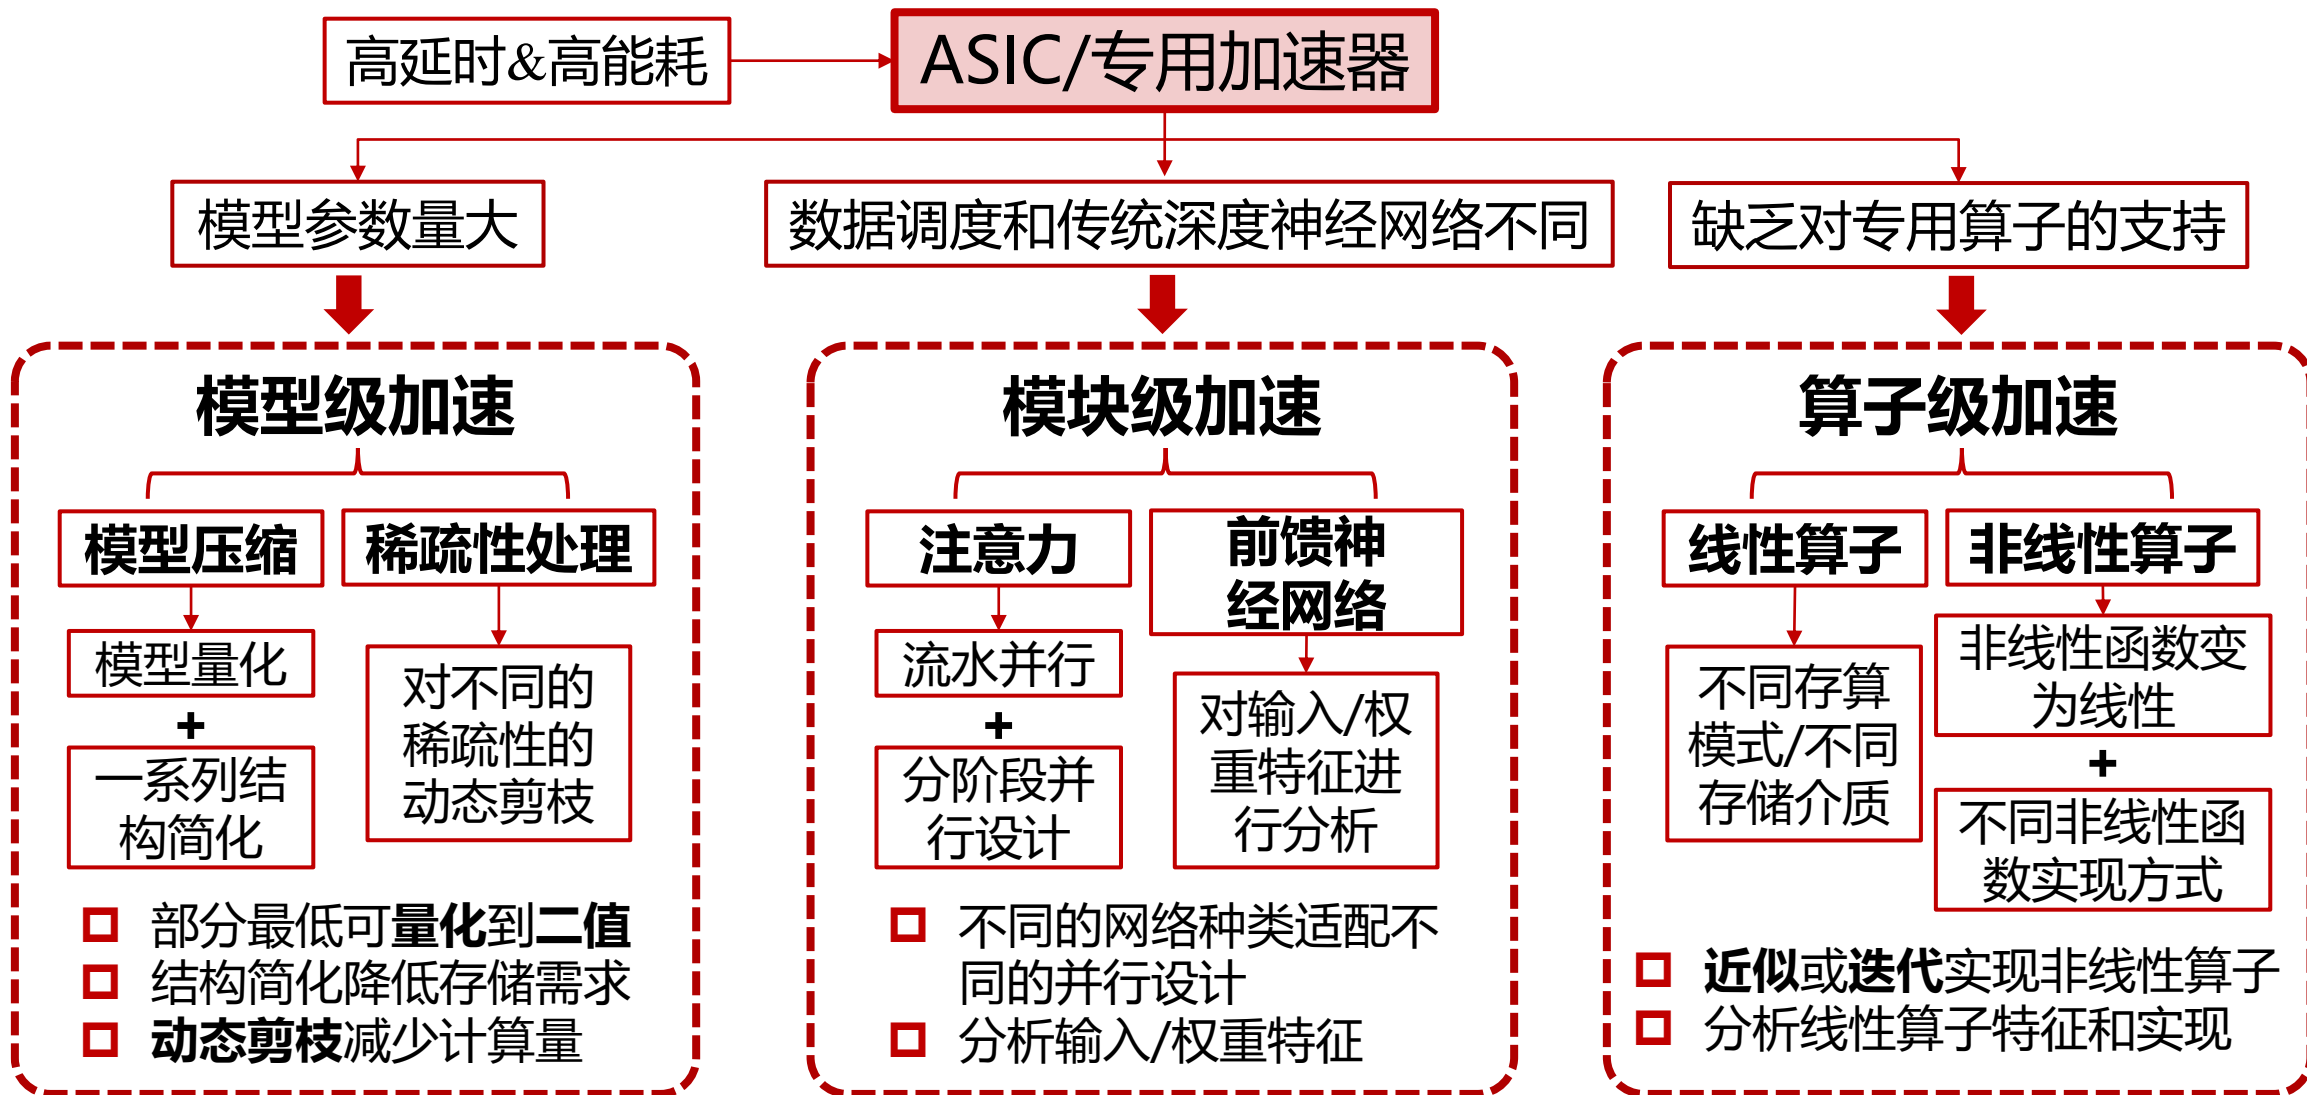 高延时&高能耗
ASIC/专用加速器
模型参数量大
数据调度和传统深度神经网络不同
缺乏对专用算子的支持
模型级加速
模型压缩
稀疏性处理
模型量化
+
一系列结
构简化
对不同的
稀疏性的
动态剪枝
部分最低可量化到二值
结构简化降低存储需求
动态剪枝减少计算量
模块级加速
注意力
前馈神
经网络
流水并行
+
分阶段并
行设计
对输入/权
重特征进
行分析
不同的网络种类适配不
同的并行设计
分析输入/权重特征
算子级加速
线性算子
非线性算子
不同存算
模式/不同
存储介质
非线性函数变
为线性
+
不同非线性函
数实现方式
近似或迭代实现非线性算子
分析线性算子特征和实现